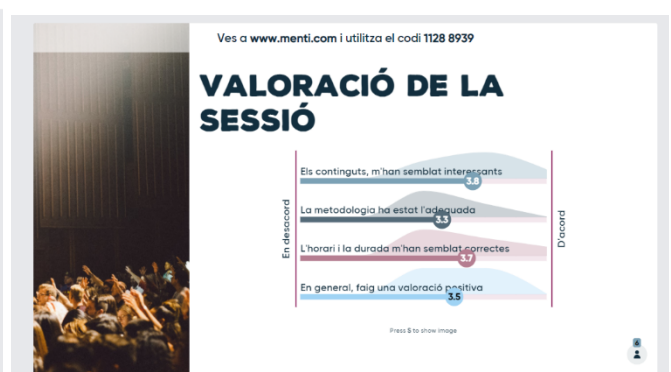 Ves a www.menti.com i utilitza el codi 1128 8939
VALORACIÓ DE LA
SESSIÓ
Els continguts, m'han semblat interessants
3.8
La metodologia ha estat l'adequada
3.3
L'horari i la durada m'han semblat correctes
3.7
En general, faig una valoració positiva
3.5
En desacord
D'acord
Press S to show image
6